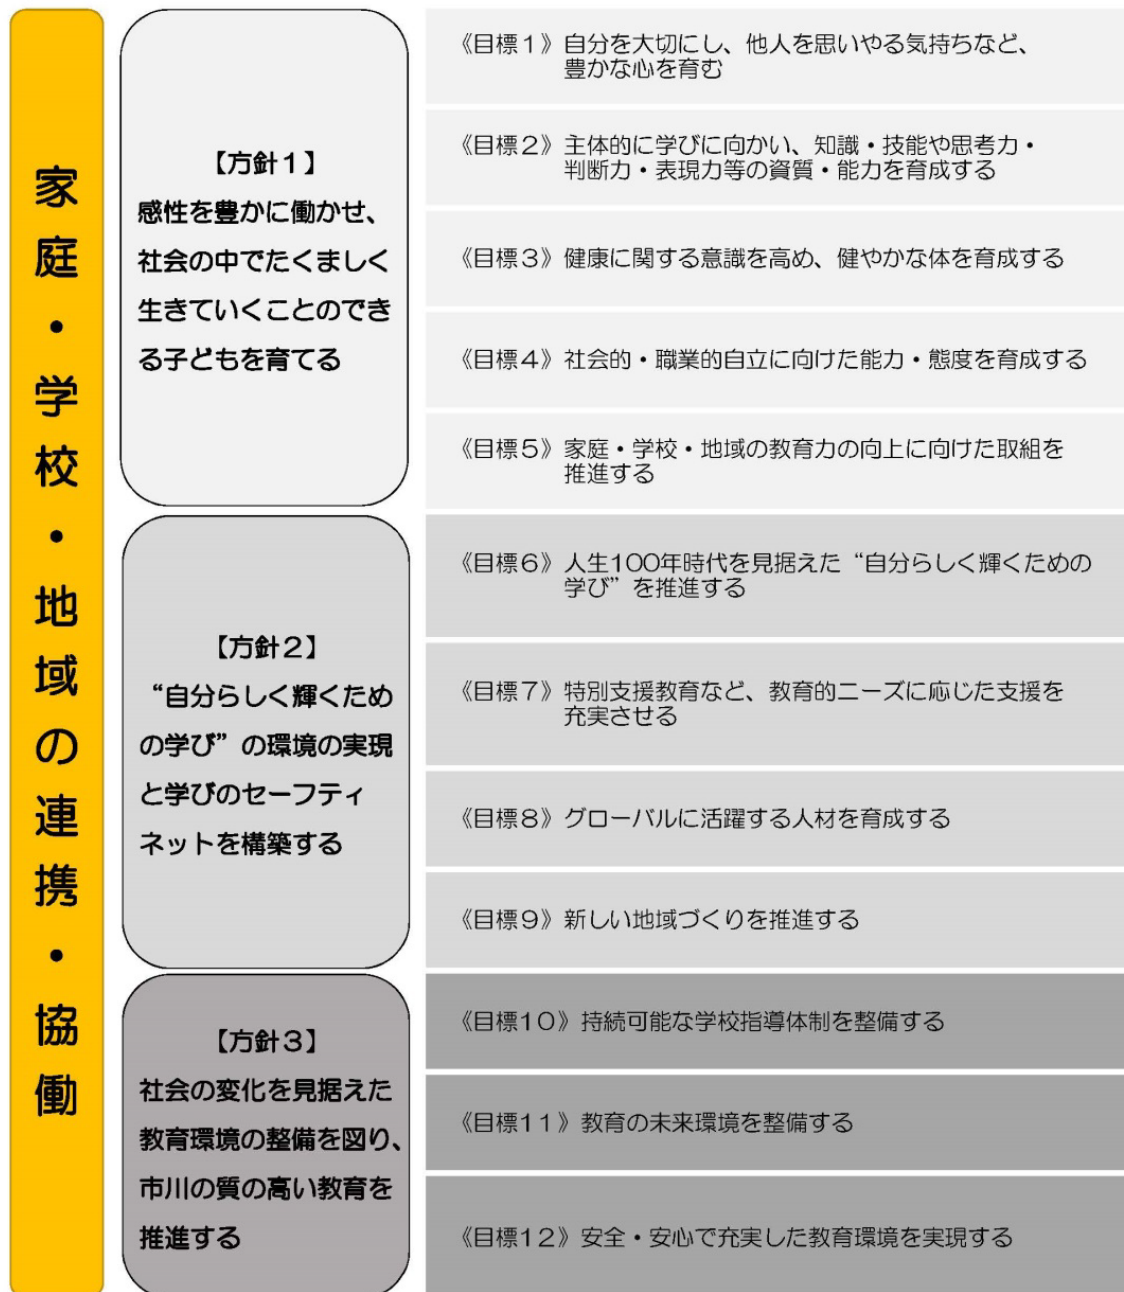 家庭・学校・地域の連携・協働
【方針１】
感性を豊かに働かせ、
社会の中でたくましく
生きていくことのでき
る子どもを育てる
《目標１》自分を大切にし、他人を思いやる気持ちなど、
豊かな心を育む
《目標２》主体的に学びに向かい、知識・技能や思考力・
判断力・表現力等の資質・能力を育成する
《目標３》健康に関する意識を高め、健やかな体を育成する
《目標４》社会的・職業的自立に向けた能力・態度を育成する
《目標５》家庭・学校・地域の教育力の向上に向けた取組を
推進する
【方針２】
“自分らしく輝くため
の学び”の環境の実現
と学びのセーフティ
ネットを構築する
《目標６》人生100年時代を見据えた“自分らしく輝くための
学び”を推進する
《目標７》特別支援教育など、教育的ニーズに応じた支援を
充実させる
《目標８》グローバルに活躍する人材を育成する
《目標９》新しい地域づくりを推進する
【方針３】
社会の変化を見据えた
教育環境の整備を図り、
市川の質の高い教育を
推進する
《目標１０》持続可能な学校指導体制を整備する
《目標１１》教育の未来環境を整備する
《目標１２》安全・安心で充実した教育環境を実現する